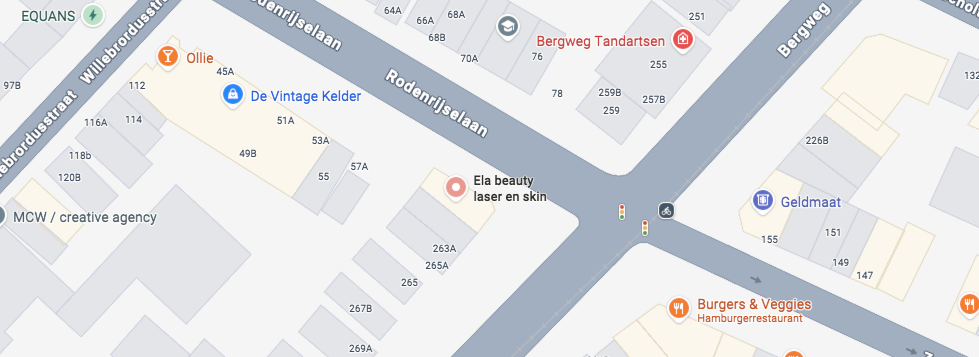 EQUANS
Willebrordusstraat
64A
66A
66B
68A
68B
70A
76
78
Rodenrijselaan
251
Bergweg
Bergweg Tandartsen
255
259B
259
257B
132
97B
Ollie
45A
De Vintage Kelder
51A
53A
49B
55
57A
112
114
116A
118b
120B
Rodenrijselaan
Ela beauty
laser en skin
MCW / creative agency
263A
265A
265
267B
269A
226B
Geldmaat
155
151
149
147
Burgers & Veggies
Hamburgerrestaurant